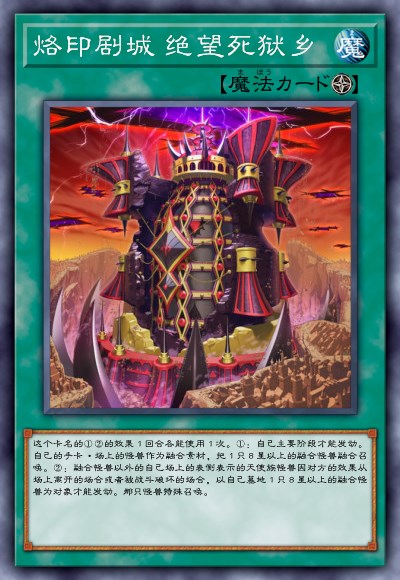 烙印剧城 绝望死狱乡 魔
【魔法カード】
まほう
这个卡名的①②的效果1回合各能使用1次。①:自己主要阶段才能发动。
自己的手卡·场上的怪兽作为融合素材,把1只8星以上的融合怪兽融合召
唤。②:融合怪兽以外的自己场上的表侧表示的天使族怪兽因对方的效果从
场上离开的场合或者被战斗破坏的场合,以自己墓地1只8星以上的融合怪
兽为对象才能发动。那只怪兽特殊召唤。